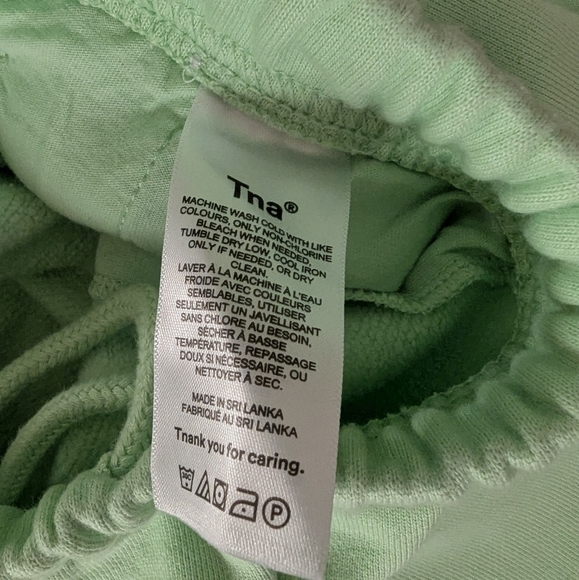 Tna®
MACHINE WASH COLD WITH LIKE
COLOURS, ONLY NON-CHLORINE
BLEACH WHEN NEEDED,
TUMBLE DRY LOW, COOL IRON
ONLY IF NEEDED, OR DRY
CLEAN.
LAVER À LA MACHINE À L'EAU
FROIDE AVEC COULEURS
SEMBLABLES, UTILISER
SEULEMENT UN JAVELLISANT
SANS CHLORE AU BESOIN,
SÉCHER À BASSE
TEMPÉRATURE, REPASSAGE
DOUX SI NÉCESSAIRE, OU
NETTOYER À SEC.
MADE IN SRI LANKA
FABRIQUÉ AU SRI LANKA
Tnank you for caring.
30C P